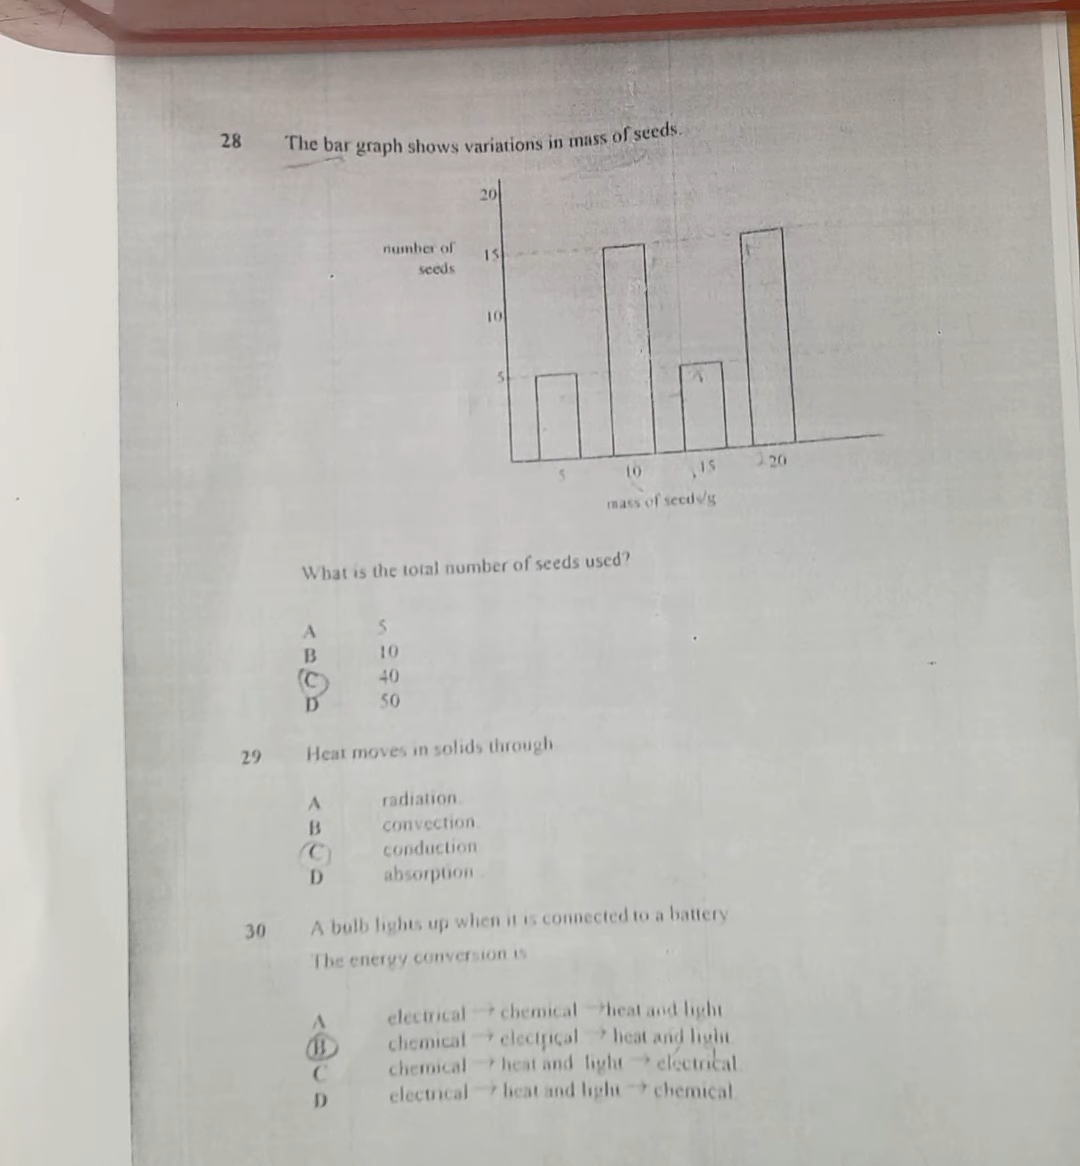 28 The bar graph shows variations in mass of seeds.
20
number of
seeds
15
10
5
5 10 15 20
mass of seeds/g
What is the total number of seeds used?
A 5
B 10
C 40
D 50
29 Heat moves in solids through
A radiation.
B convection.
C conduction
D absorption.
30 A bulb lights up when it is connected to a battery
The energy conversion is
A electrical → chemical → heat and light
B chemical → electrical → heat and light.
C chemical → heat and light → electrical.
D electrical → heat and light → chemical.